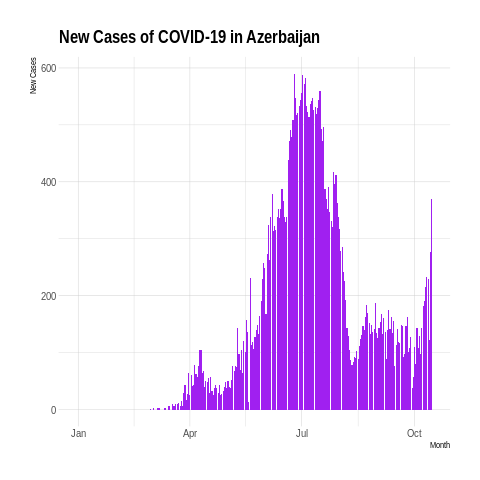 New Cases of COVID-19 in Azerbaijan
New Cases
600
400
200
0
Jan Apr Jul Oct
Month